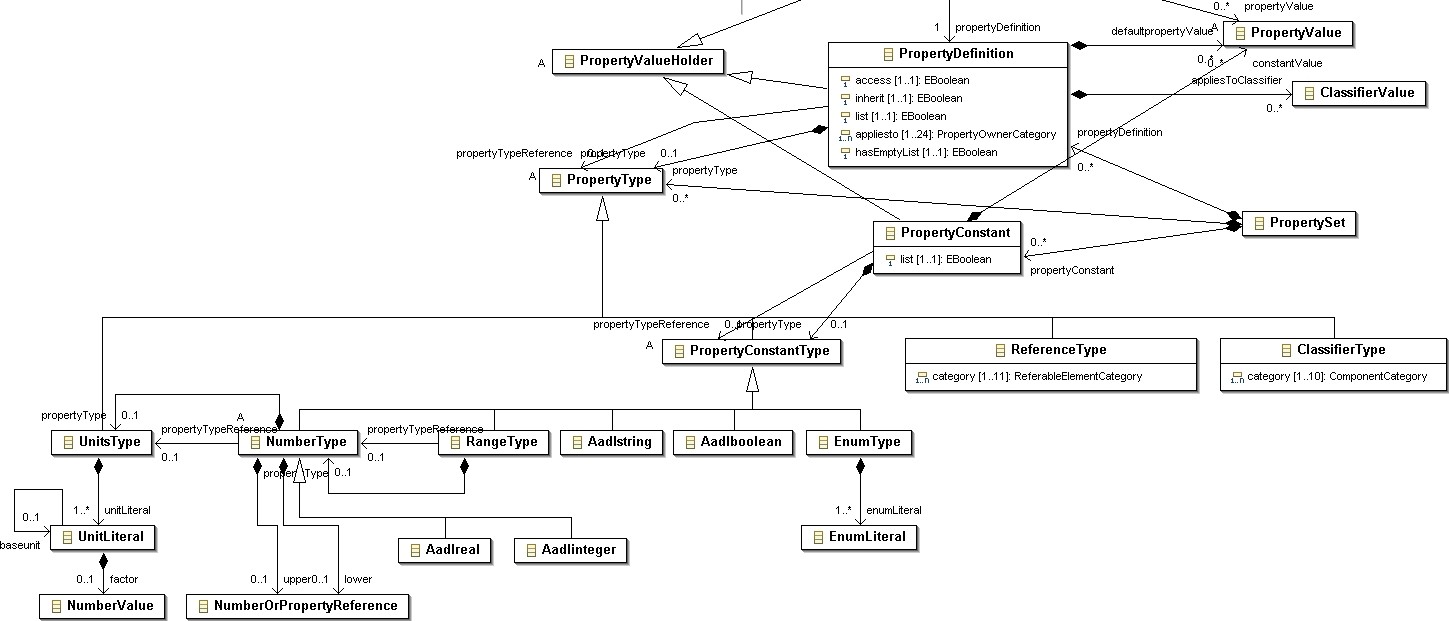 0..* propertyValue
1 propertyDefinition
A PropertyValueHolder
PropertyDefinition
access [1..1]: EBoolean
inherit [1..1]: EBoolean
list [1..1]: EBoolean
appliesto [1..24]: PropertyOwnerCategory
hasEmptyList [1..1]: EBoolean
defaultpropertyValue
0..*
A
PropertyValue
0..*
constantValue
appliesToClassifier
0..*
ClassifierValue
propertyDefinition
0..*
propertyTypeReference
0..1
propertyType
0..1
A
PropertyType
propertyType
0..*
PropertyConstant
list [1..1]: EBoolean
0..*
propertyConstant
PropertySet
propertyTypeReference
0..1
propertyType
0..1
A
PropertyConstantType
ReferenceType
category [1..11]: ReferableElementCategory
ClassifierType
category [1..10]: ComponentCategory
propertyType
0..1
A
UnitsType
propertyTypeReference
0..1
NumberType
propertyTypeReference
0..1
RangeType
Aadlstring
Aadlboolean
EnumType
propertyType
0..1
1..*
unitLiteral
0..1
baseunit
UnitLiteral
1..*
enumLiteral
EnumLiteral
Aadlreal
Aadlinteger
0..1
factor
NumberValue
0..1
upper
0..1
lower
NumberOrPropertyReference